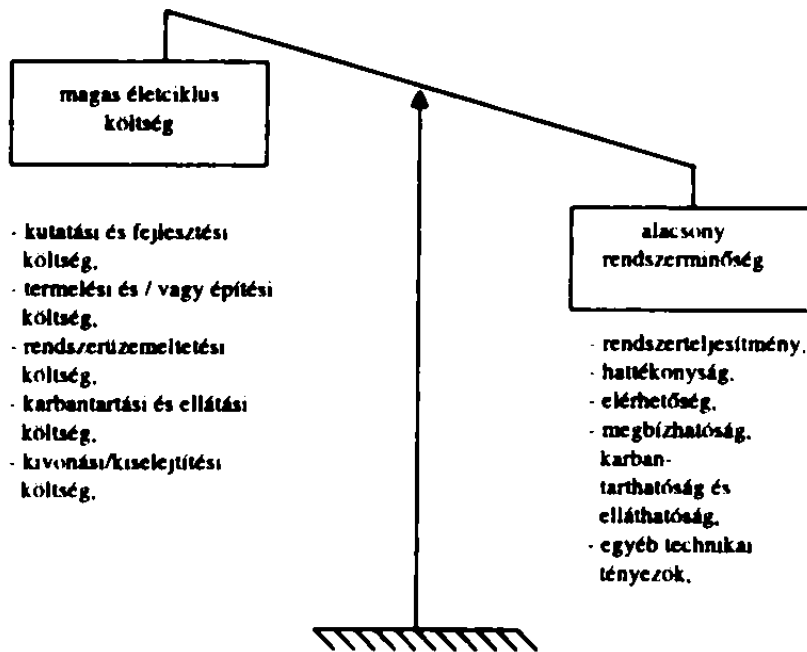 magas életciklus
költség
- kutatási és fejlesztési
költség,
- termelési és / vagy építési
költség,
- rendszerüzemeltetési
költség,
- karbantartási és ellátási
költség,
- kivonási/kiselejtítési
költség,
alacsony
rendszerminőség
- rendszerteljesítmény,
- hatékonyság,
- elérhetőség,
- megbízhatóság,
karban-
tarthatóság és
elláthatóság,
- egyéb technikai
tényezők,